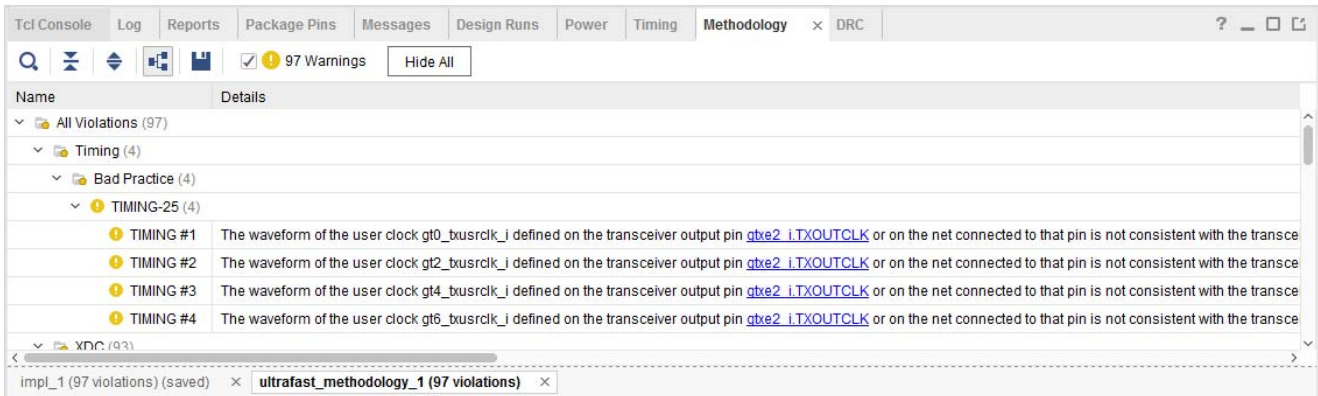 Tcl Console Log Reports Package Pins Messages Design Runs Power Timing Methodology × DRC ?
97 Warnings Hide All
Name Details
All Violations (97)
Timing (4)
Bad Practice (4)
TIMING-25 (4)
TIMING #1 The waveform of the user clock gt0_txusrclk_i defined on the transceiver output pin gtxe2_i.TXOUTCLK or on the net connected to that pin is not consistent with the transce
TIMING #2 The waveform of the user clock gt2_txusrclk_i defined on the transceiver output pin gtxe2_i.TXOUTCLK or on the net connected to that pin is not consistent with the transce
TIMING #3 The waveform of the user clock gt4_txusrclk_i defined on the transceiver output pin gtxe2_i.TXOUTCLK or on the net connected to that pin is not consistent with the transce
TIMING #4 The waveform of the user clock gt6_txusrclk_i defined on the transceiver output pin gtxe2_i.TXOUTCLK or on the net connected to that pin is not consistent with the transce
XDC (93)
impl_1 (97 violations) (saved) × ultrafast_methodology_1 (97 violations) ×